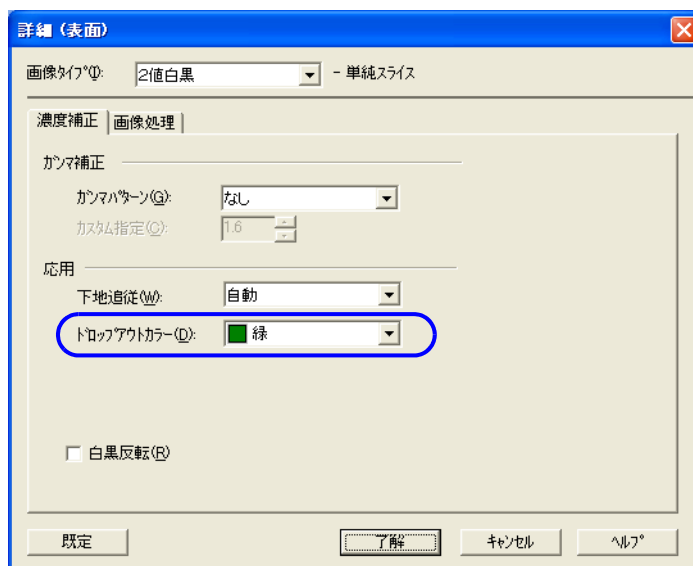 詳細 (表面)
画像ﾀｲﾌﾟ(I): 2値白黒 - 単純スライス
濃度補正 画像処理
ｶﾞﾝﾏ補正
ｶﾞﾝﾏﾊﾟﾀｰﾝ(G): なし
ｶｽﾀﾑ指定(C): 1.6
応用
下地追従(W): 自動
ﾄﾞﾛｯﾌﾟｱｳﾄｶﾗｰ(D): 緑
白黒反転(R)
既定 了解 ｷｬﾝｾﾙ ﾍﾙﾌﾟ